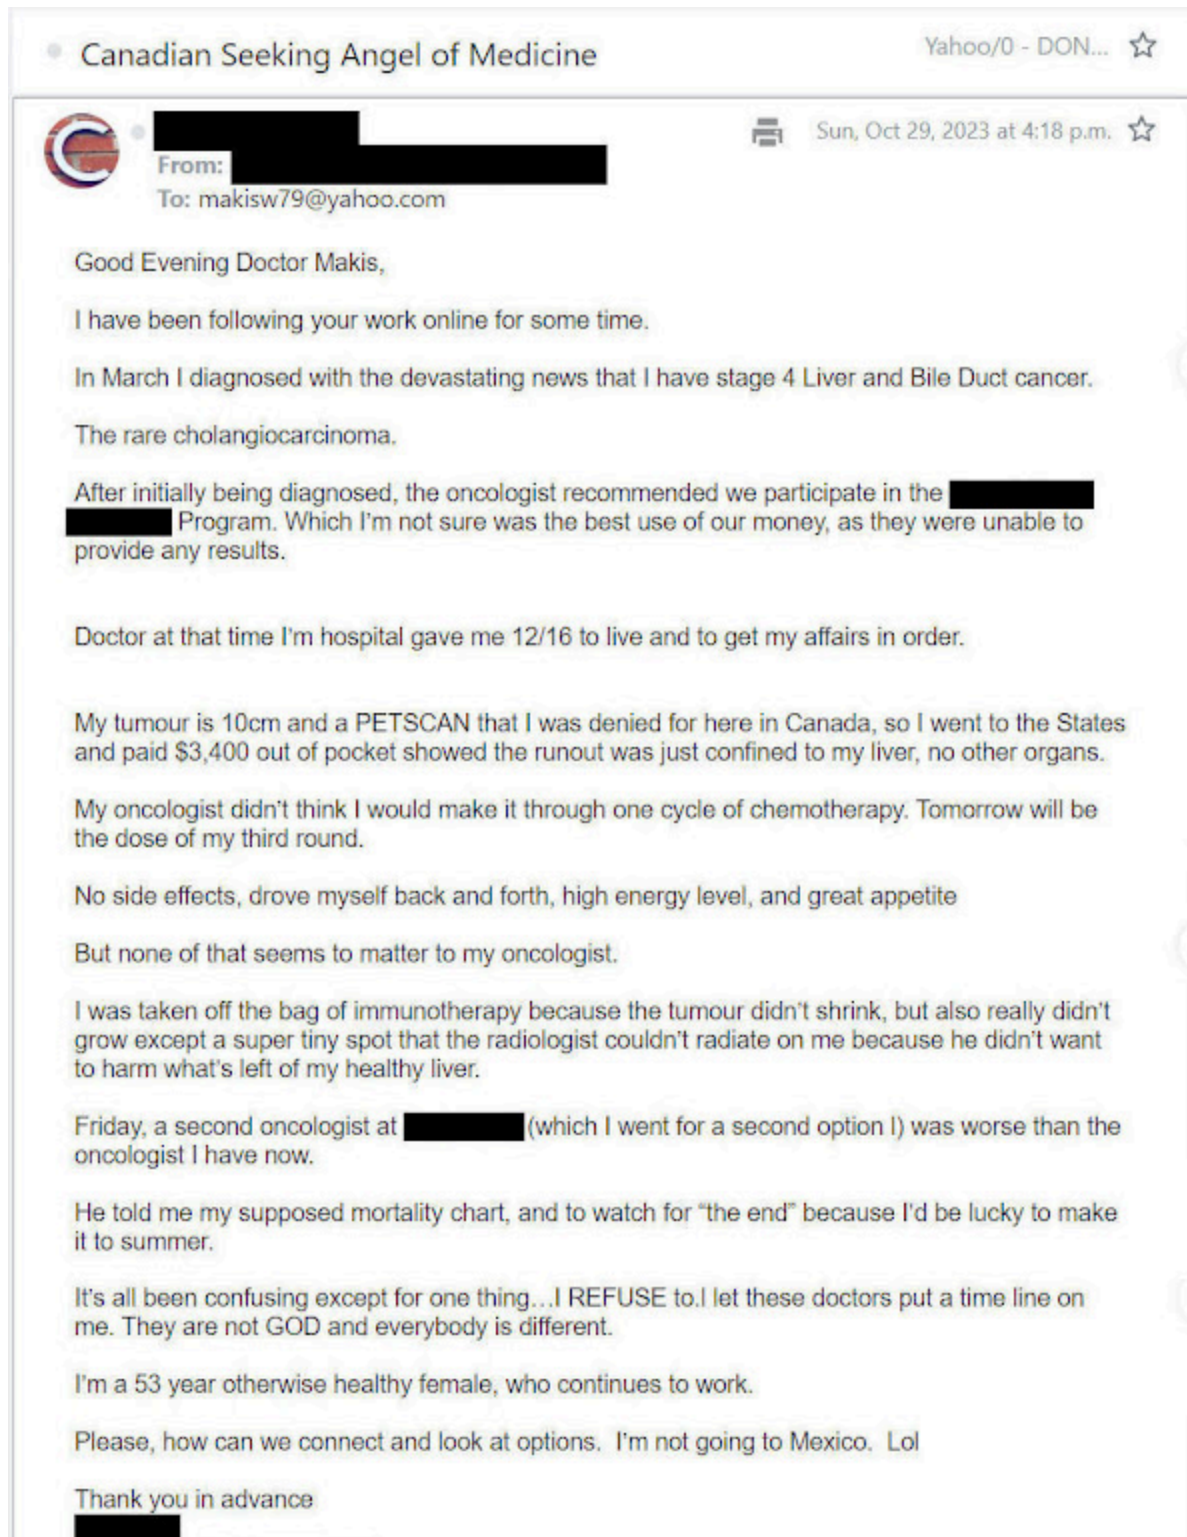 Canadian Seeking Angel of Medicine
Yahoo/0 - DON...
C
Sun, Oct 29, 2023 at 4:18 p.m.
From:
To: makisw79@yahoo.com
Good Evening Doctor Makis,
I have been following your work online for some time.
In March I diagnosed with the devastating news that I have stage 4 Liver and Bile Duct cancer.
The rare cholangiocarcinoma.
After initially being diagnosed, the oncologist recommended we participate in the
Program. Which I'm not sure was the best use of our money, as they were unable to
provide any results.
Doctor at that time I'm hospital gave me 12/16 to live and to get my affairs in order.
My tumour is 10cm and a PETSCAN that I was denied for here in Canada, so I went to the States
and paid $3,400 out of pocket showed the runout was just confined to my liver, no other organs.
My oncologist didn't think I would make it through one cycle of chemotherapy. Tomorrow will be
the dose of my third round.
No side effects, drove myself back and forth, high energy level, and great appetite
But none of that seems to matter to my oncologist.
I was taken off the bag of immunotherapy because the tumour didn't shrink, but also really didn't
grow except a super tiny spot that the radiologist couldn't radiate on me because he didn't want
to harm what's left of my healthy liver.
Friday, a second oncologist at (which I went for a second option I) was worse than the
oncologist I have now.
He told me my supposed mortality chart, and to watch for “the end” because I'd be lucky to make
it to summer.
It's all been confusing except for one thing…I REFUSE to.I let these doctors put a time line on
me. They are not GOD and everybody is different.
I'm a 53 year otherwise healthy female, who continues to work.
Please, how can we connect and look at options.  I'm not going to Mexico.  Lol
Thank you in advance